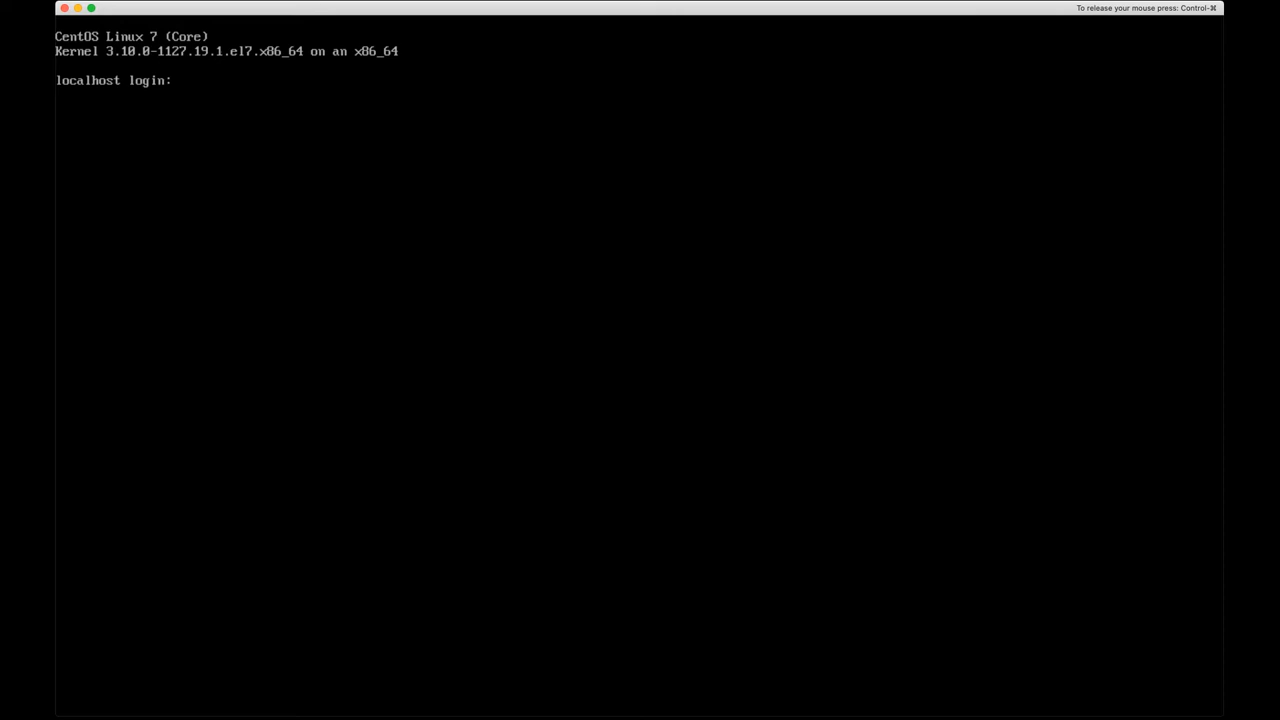 To release your mouse press: Control-⌘
CentOS Linux 7 (Core)
Kernel 3.10.0-1127.19.1.el7.x86_64 on an x86_64
localhost login: